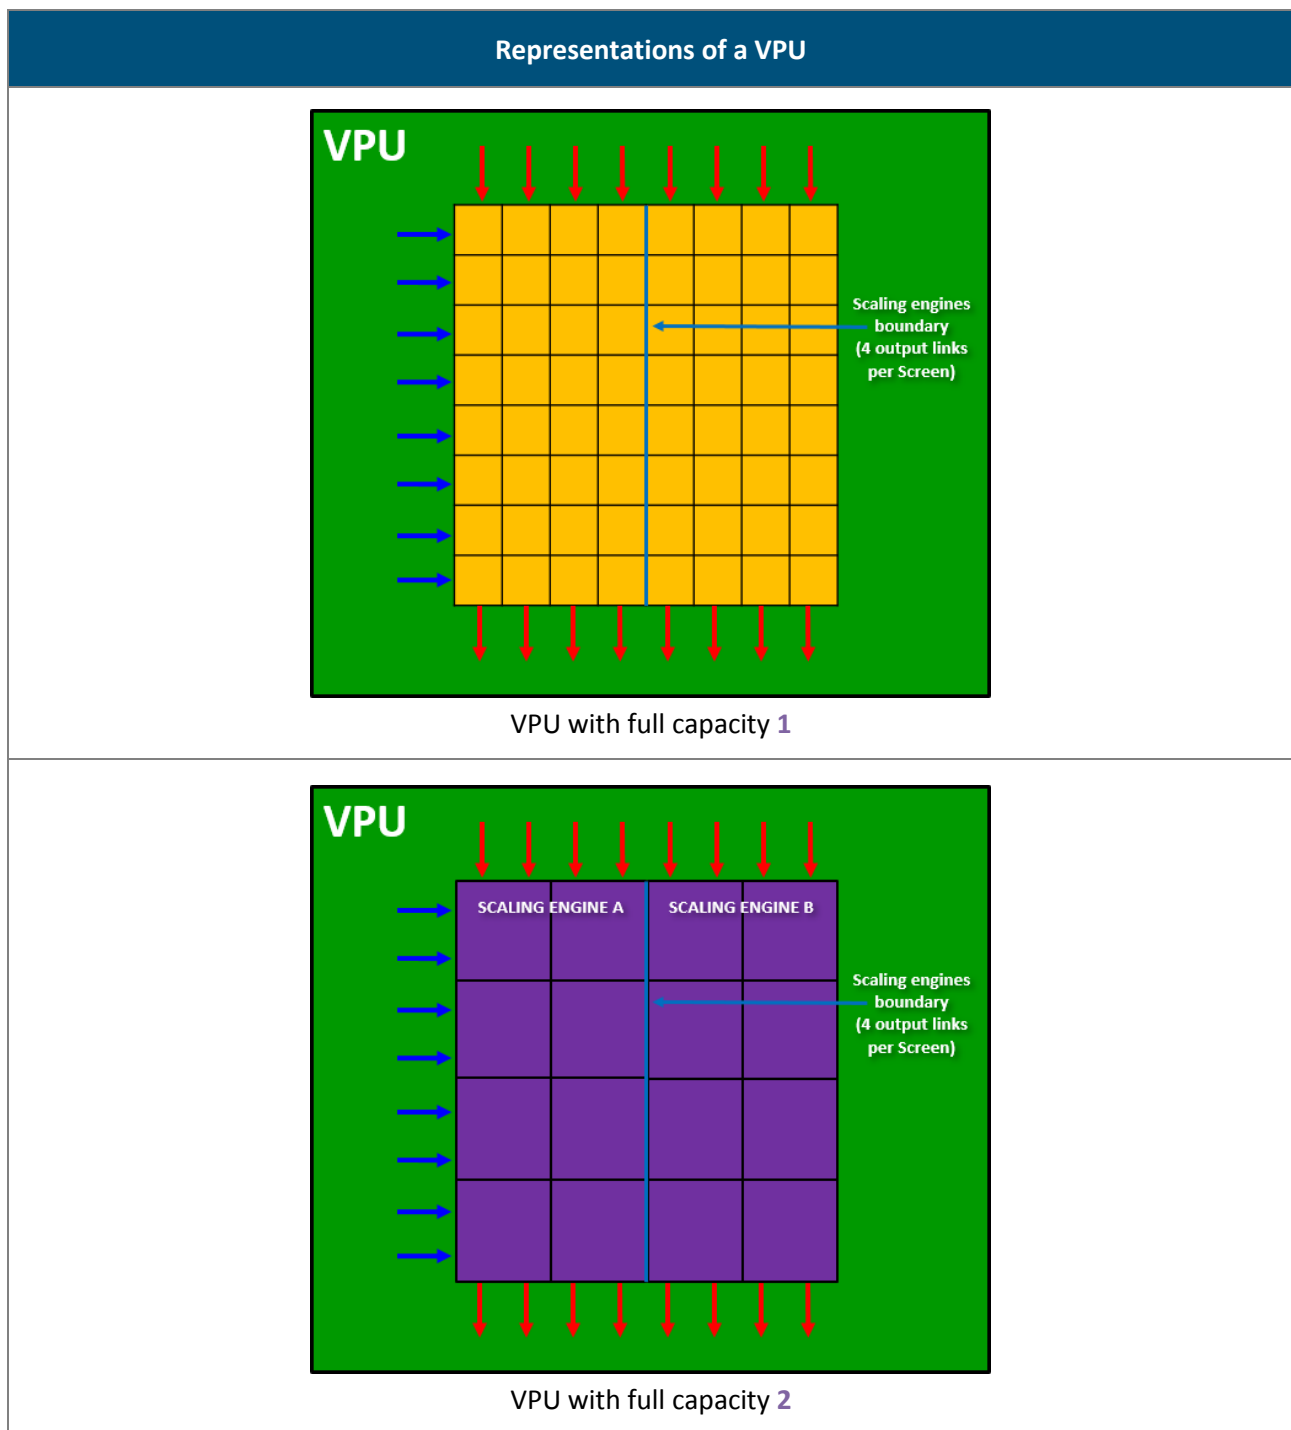 Representations of a VPU
VPU
Scaling engines
boundary
(4 output links
per Screen)
VPU with full capacity 1
VPU
SCALING ENGINE A
SCALING ENGINE B
Scaling engines
boundary
(4 output links
per Screen)
VPU with full capacity 2